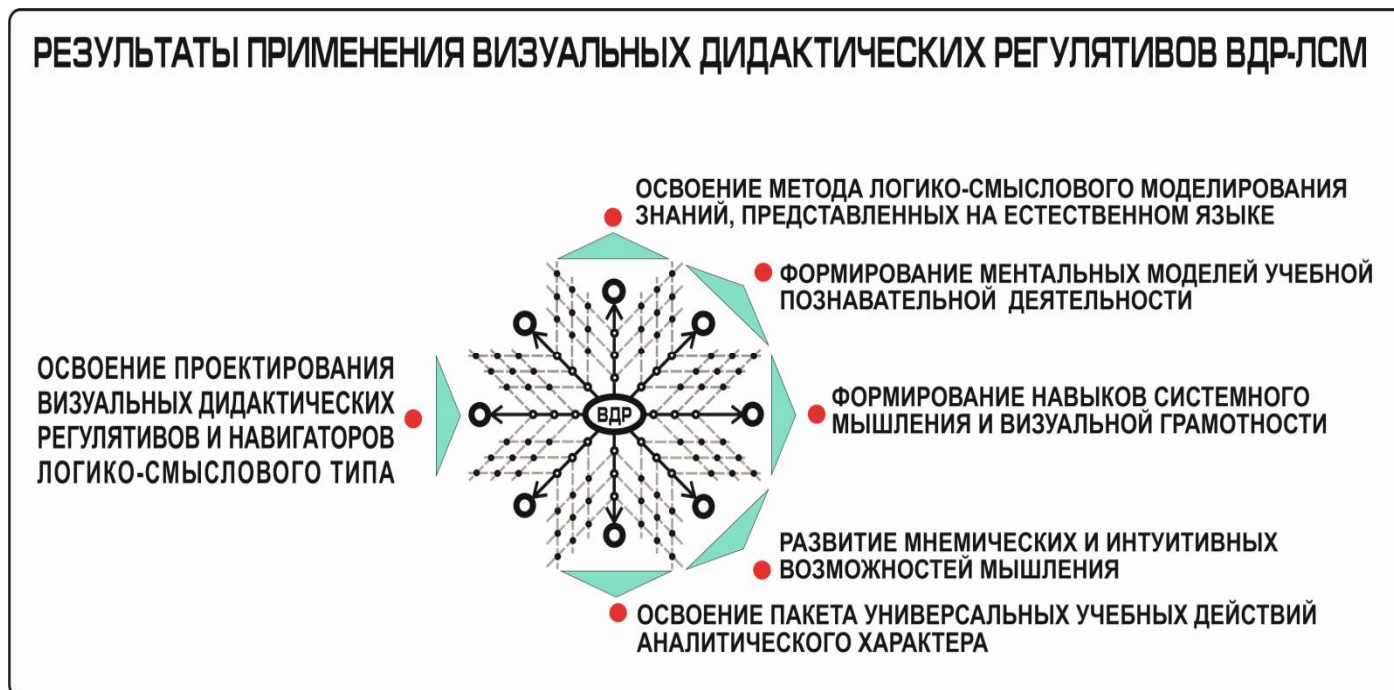 РЕЗУЛЬТАТЫ ПРИМЕНЕНИЯ ВИЗУАЛЬНЫХ ДИДАКТИЧЕСКИХ РЕГУЛЯТИВОВ ВДР-ЛСМ
ОСВОЕНИЕ МЕТОДА ЛОГИКО-СМЫСЛОВОГО МОДЕЛИРОВАНИЯ
ЗНАНИЙ, ПРЕДСТАВЛЕННЫХ НА ЕСТЕСТВЕННОМ ЯЗЫКЕ
ФОРМИРОВАНИЕ МЕНТАЛЬНЫХ МОДЕЛЕЙ УЧЕБНОЙ
ПОЗНАВАТЕЛЬНОЙ ДЕЯТЕЛЬНОСТИ
ОСВОЕНИЕ ПРОЕКТИРОВАНИЯ
ВИЗУАЛЬНЫХ ДИДАКТИЧЕСКИХ
РЕГУЛЯТИВОВ И НАВИГАТОРОВ
ЛОГИКО-СМЫСЛОВОГО ТИПА
ВДР
ФОРМИРОВАНИЕ НАВЫКОВ СИСТЕМНОГО
МЫШЛЕНИЯ И ВИЗУАЛЬНОЙ ГРАМОТНОСТИ
РАЗВИТИЕ МНЕМИЧЕСКИХ И ИНТУИТИВНЫХ
ВОЗМОЖНОСТЕЙ МЫШЛЕНИЯ
ОСВОЕНИЕ ПАКЕТА УНИВЕРСАЛЬНЫХ УЧЕБНЫХ ДЕЙСТВИЙ
АНАЛИТИЧЕСКОГО ХАРАКТЕРА